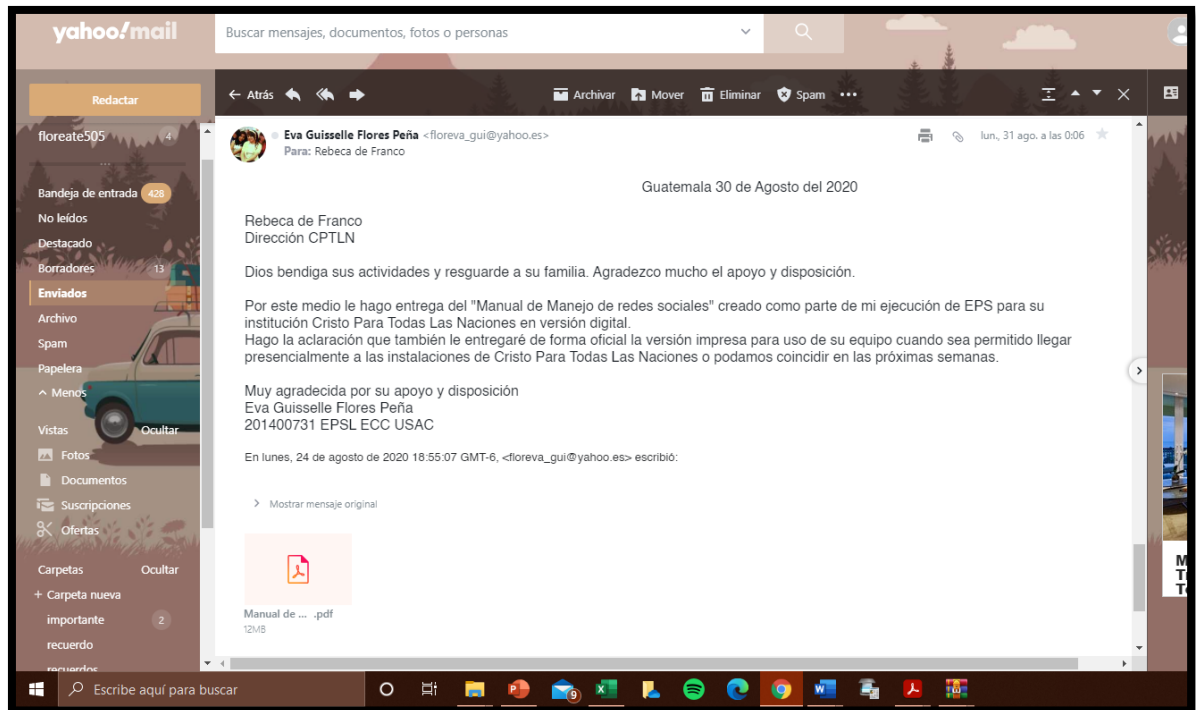 yahoo!mail
Buscar mensajes, documentos, fotos o personas
Redactar
← Atrás
Archivar Mover Eliminar Spam
floreate505 4
Eva Guisselle Flores Peña <floreva_gui@yahoo.es>
lun., 31 ago. a las 0:06
Para: Rebeca de Franco
Bandeja de entrada 428
No leídos
Destacado
Borradores 13
Enviados
Archivo
Spam
Papelera
Menos
Vistas Ocultar
Fotos
Documentos
Suscripciones
Ofertas
Carpetas Ocultar
+ Carpeta nueva
importante 2
recuerdo
recuerdos
Guatemala 30 de Agosto del 2020
Rebeca de Franco
Dirección CPTLN
Dios bendiga sus actividades y resguarde a su familia. Agradezco mucho el apoyo y disposición.
Por este medio le hago entrega del "Manual de Manejo de redes sociales" creado como parte de mi ejecución de EPS para su
institución Cristo Para Todas Las Naciones en versión digital.
Hago la aclaración que también le entregaré de forma oficial la versión impresa para uso de su equipo cuando sea permitido llegar
presencialmente a las instalaciones de Cristo Para Todas Las Naciones o podamos coincidir en las próximas semanas.
Muy agradecida por su apoyo y disposición
Eva Guisselle Flores Peña
201400731 EPSL ECC USAC
En lunes, 24 de agosto de 2020 18:55:07 GMT-6, <floreva_gui@yahoo.es> escribió:
Mostrar mensaje original
Manual de ... .pdf
12MB
Escribe aquí para buscar
9